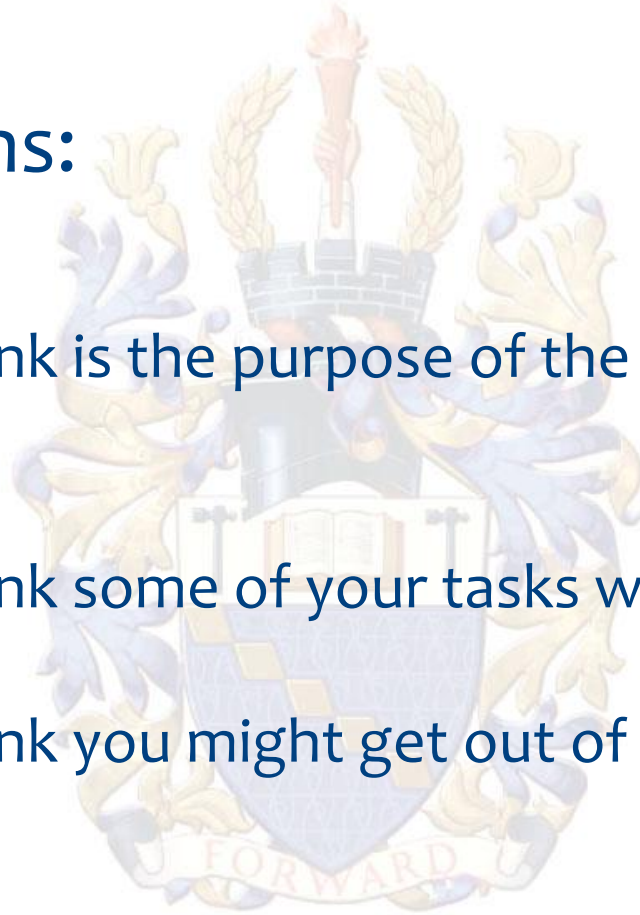 ns:
nk is the purpose of the
nk some of your tasks w
nk you might get out of
FORWARD